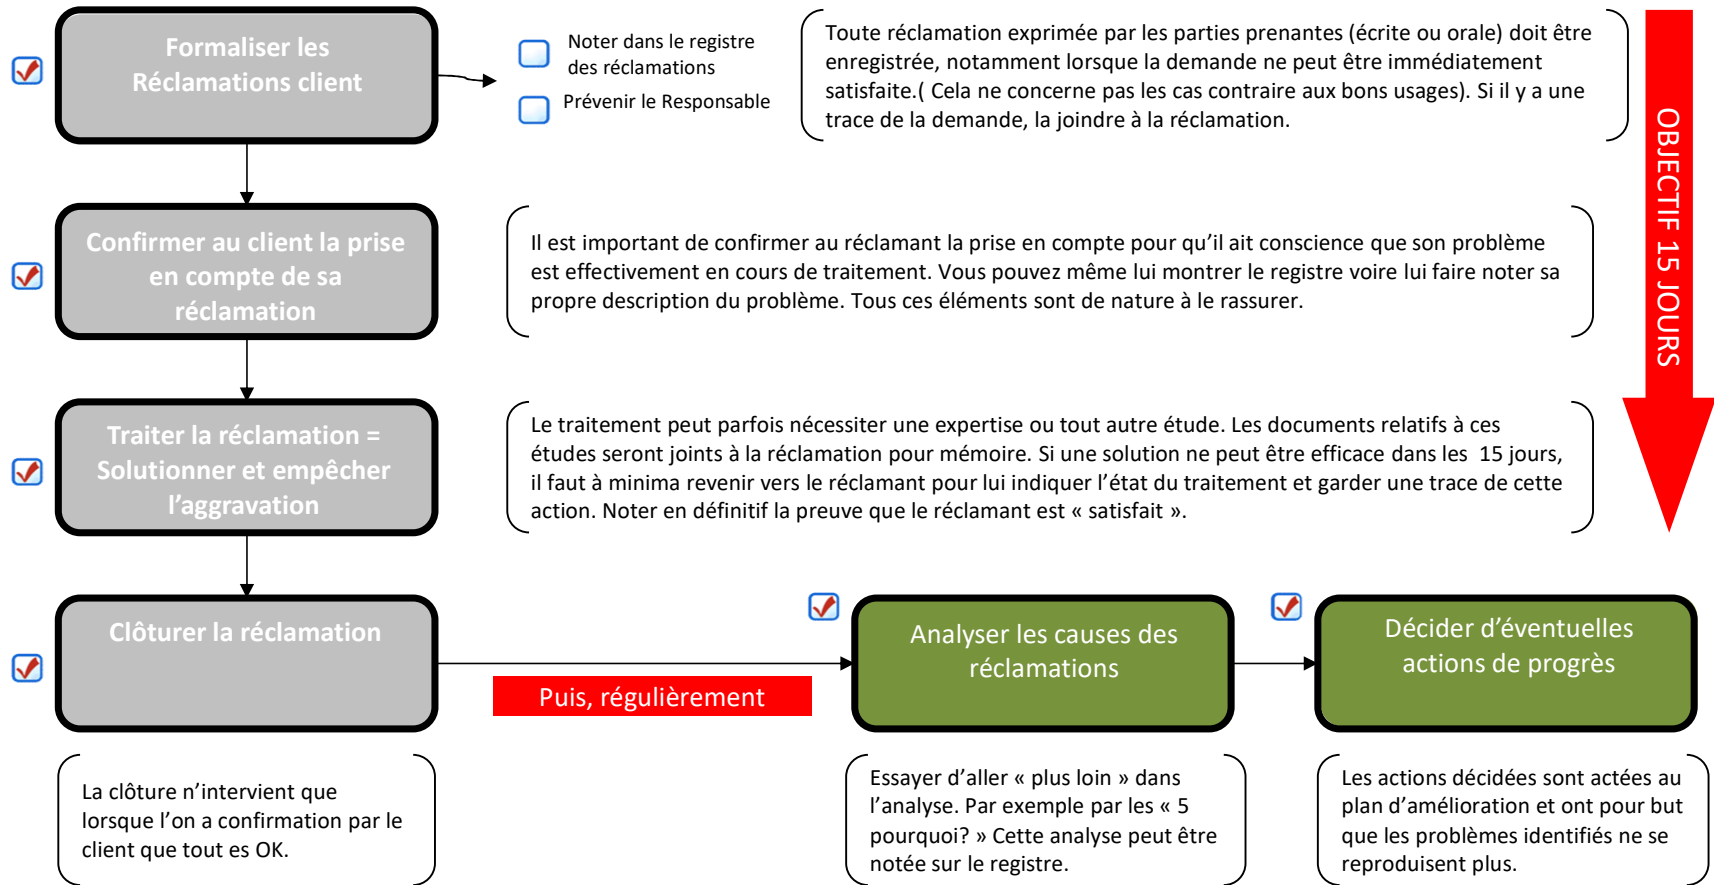 Formaliser les
Réclamations client
Noter dans le registre
des réclamations
Prévenir le Responsable
Toute réclamation exprimée par les parties prenantes (écrite ou orale) doit être
enregistrée, notamment lorsque la demande ne peut être immédiatement
satisfaite.( Cela ne concerne pas les cas contraire aux bons usages). Si il y a une
trace de la demande, la joindre à la réclamation.
OBJECTIF 15 JOURS
Confirmer au client la prise
en compte de sa
réclamation
Il est important de confirmer au réclamant la prise en compte pour qu'il ait conscience que son problème
est effectivement en cours de traitement. Vous pouvez même lui montrer le registre voire lui faire noter sa
propre description du problème. Tous ces éléments sont de nature à le rassurer.
Traiter la réclamation =
Solutionner et empêcher
l'aggravation
Le traitement peut parfois nécessiter une expertise ou tout autre étude. Les documents relatifs à ces
études seront joints à la réclamation pour mémoire. Si une solution ne peut être efficace dans les  15 jours,
il faut à minima revenir vers le réclamant pour lui indiquer l'état du traitement et garder une trace de cette
action. Noter en définitif la preuve que le réclamant est « satisfait ».
Clôturer la réclamation
Puis, régulièrement
Analyser les causes des
réclamations
Décider d'éventuelles
actions de progrès
La clôture n'intervient que
lorsque l'on a confirmation par le
client que tout es OK.
Essayer d'aller « plus loin » dans
l'analyse. Par exemple par les « 5
pourquoi? » Cette analyse peut être
notée sur le registre.
Les actions décidées sont actées au
plan d'amélioration et ont pour but
que les problèmes identifiés ne se
reproduisent plus.